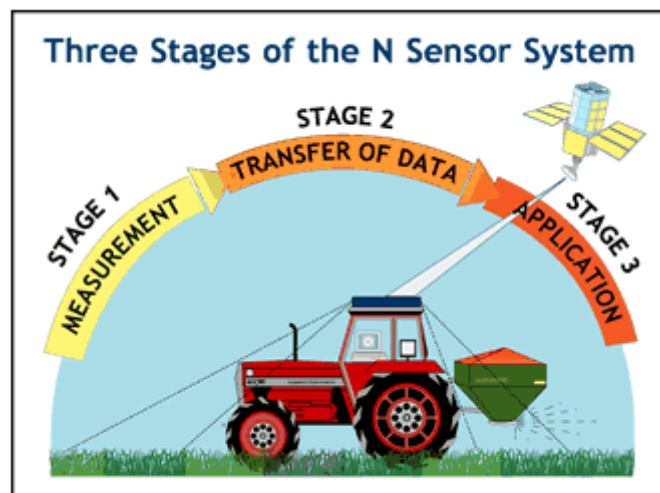 Three Stages of the N Sensor System
STAGE 1
MEASUREMENT
STAGE 2
TRANSFER OF DATA
STAGE 3
APPLICATION